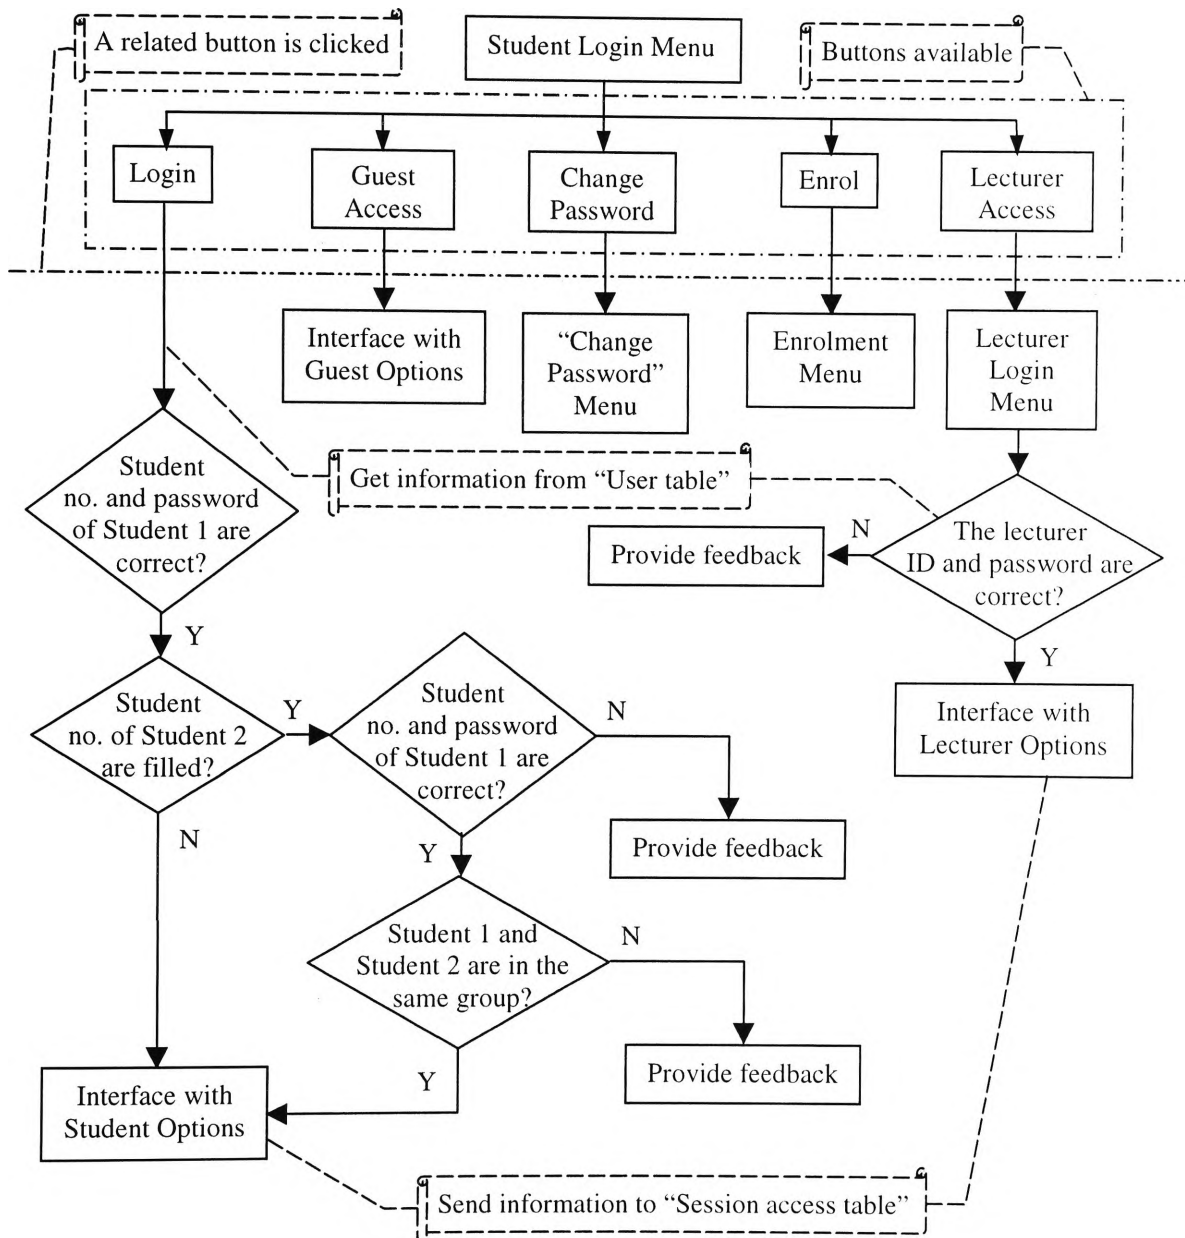 A related button is clicked
Student Login Menu
Buttons available
Login
Guest
Access
Change
Password
Enrol
Lecturer
Access
Interface with
Guest Options
“Change
Password”
Menu
Enrolment
Menu
Lecturer
Login
Menu
Student
no. and password
of Student 1 are
correct?
Get information from “User table”
Provide feedback
N
The lecturer
ID and password are
correct?
Y
Y
Student
no. of Student 2
are filled?
Y
Student
no. and password
of Student 1 are
correct?
N
Interface with
Lecturer Options
N
Y
Provide feedback
Student 1 and
Student 2 are in the
same group?
N
Provide feedback
Y
Interface with
Student Options
Send information to “Session access table”